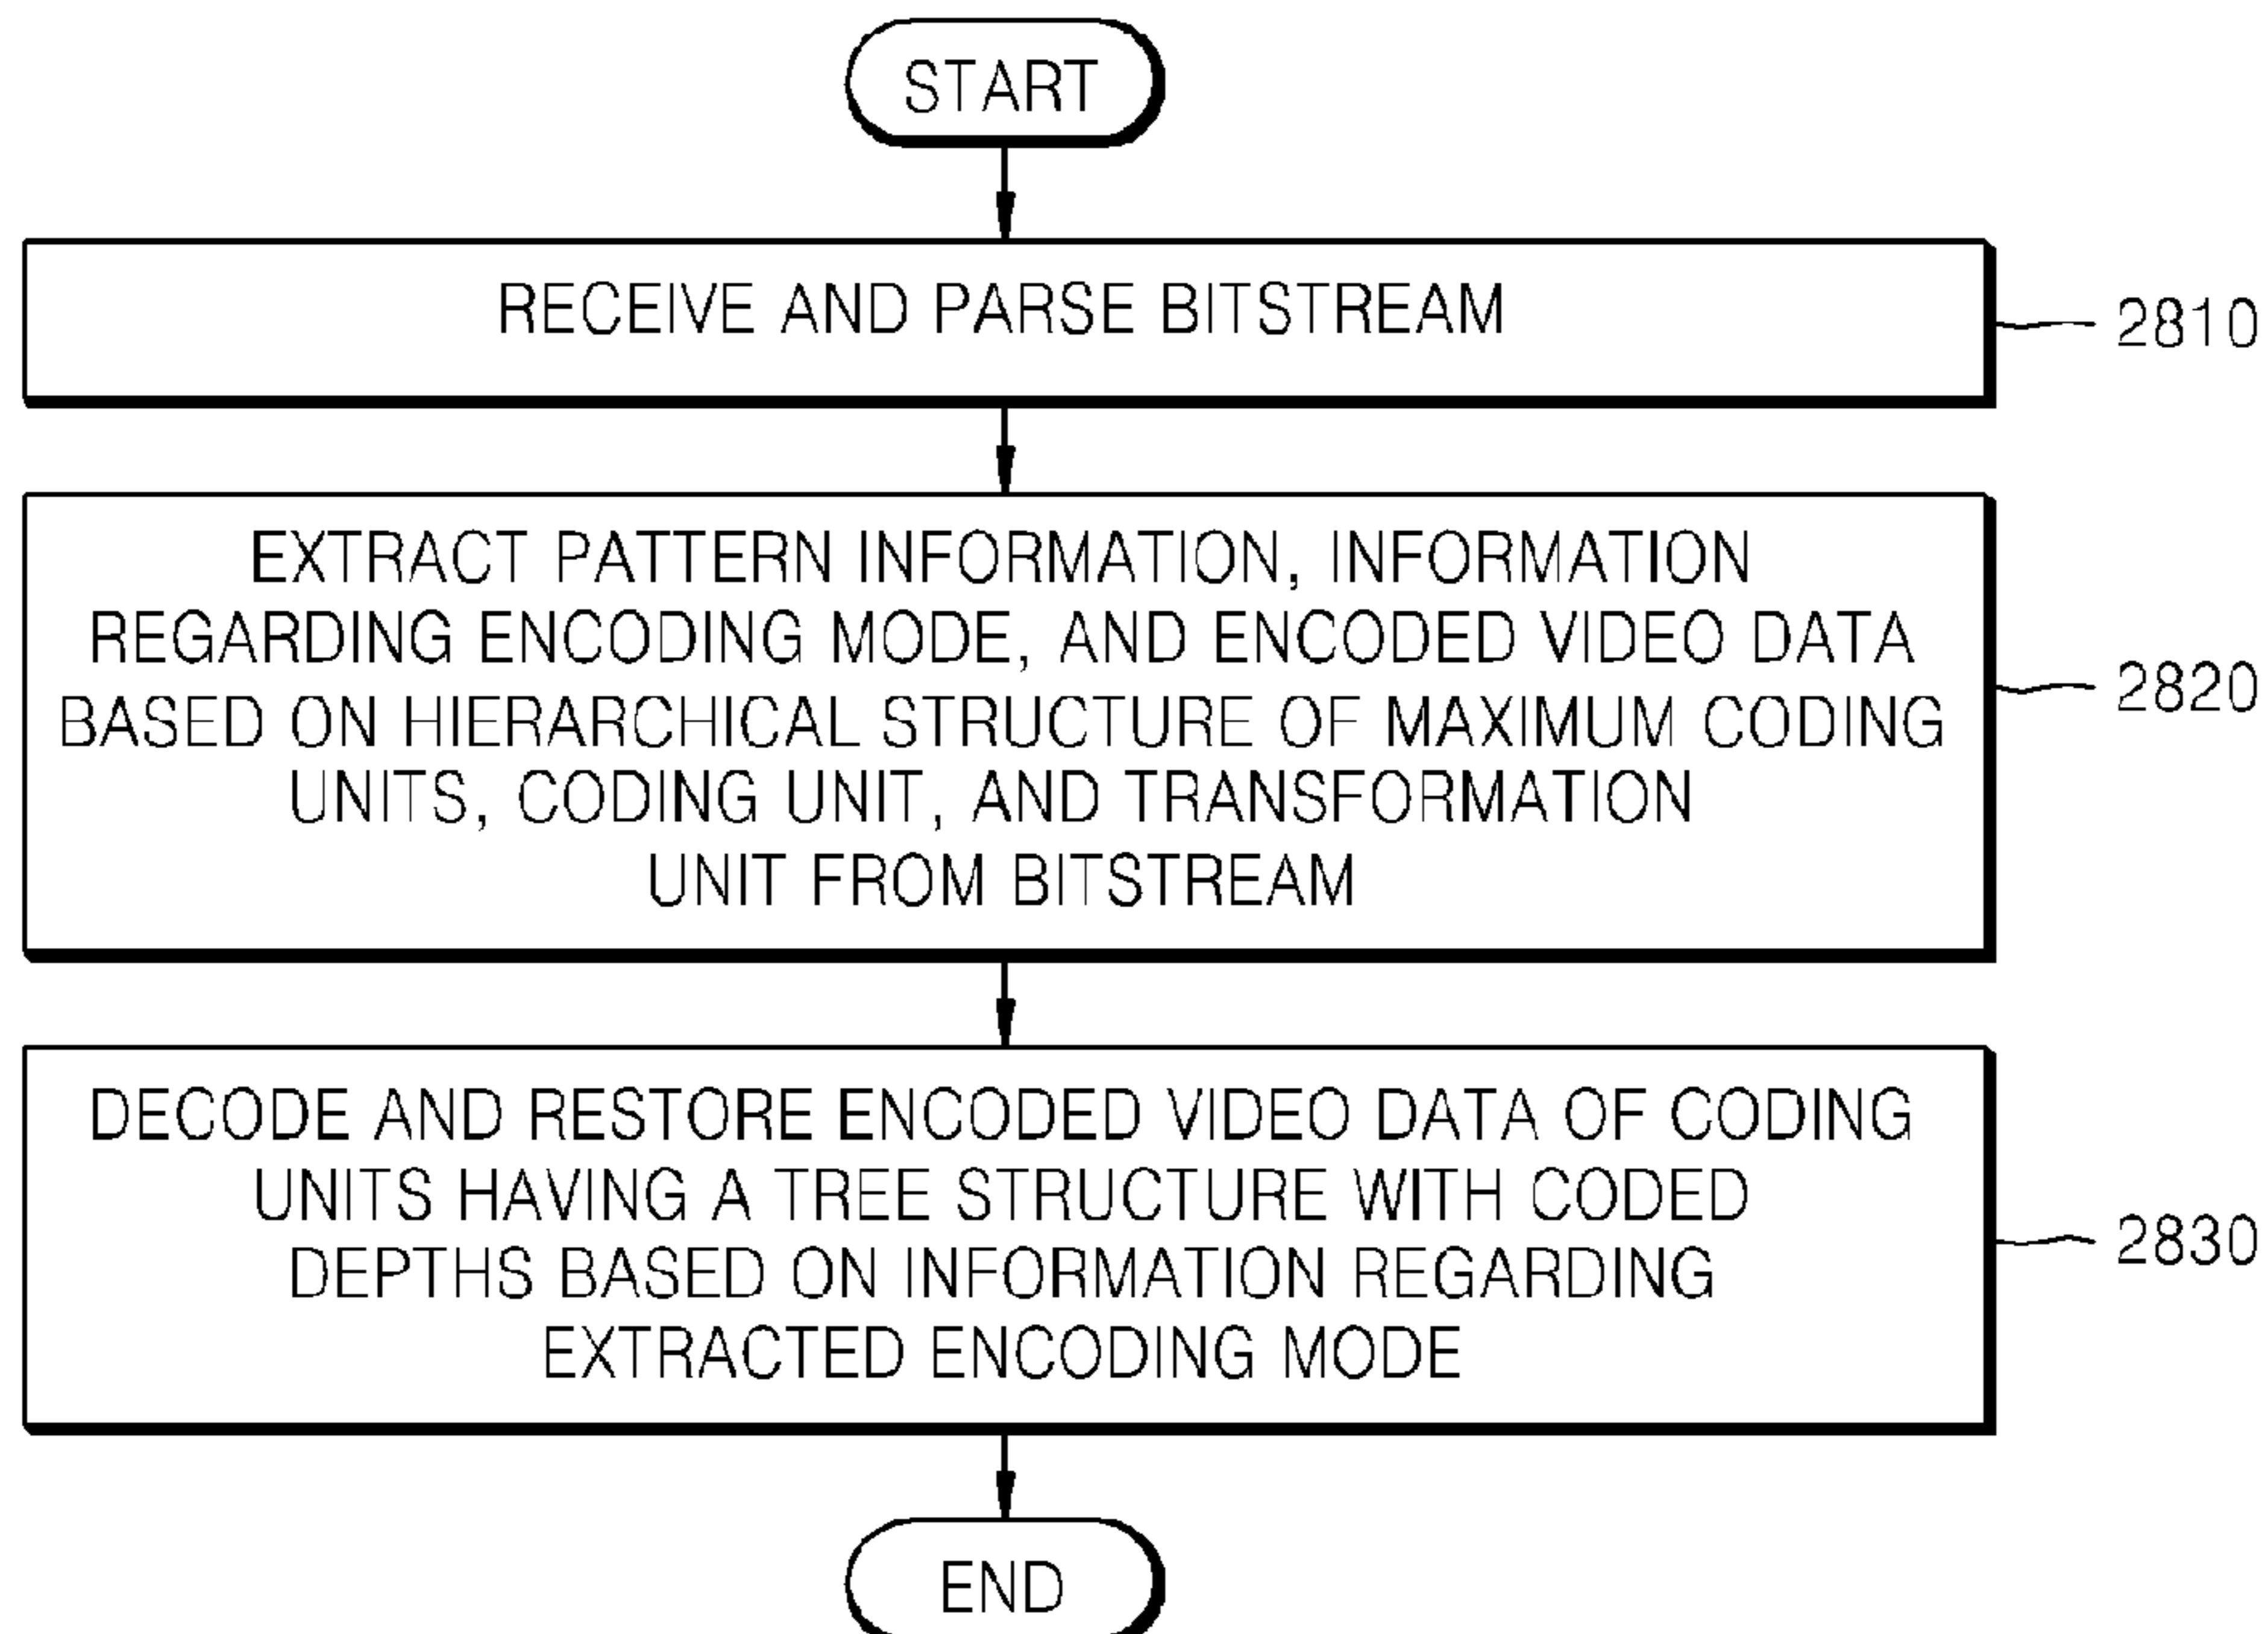 START
RECEIVE AND PARSE BITSTREAM
2810
EXTRACT PATTERN INFORMATION, INFORMATION
REGARDING ENCODING MODE, AND ENCODED VIDEO DATA
BASED ON HIERARCHICAL STRUCTURE OF MAXIMUM CODING
UNITS, CODING UNIT, AND TRANSFORMATION
UNIT FROM BITSTREAM
2820
DECODE AND RESTORE ENCODED VIDEO DATA OF CODING
UNITS HAVING A TREE STRUCTURE WITH CODED
DEPTHS BASED ON INFORMATION REGARDING
EXTRACTED ENCODING MODE
2830
END